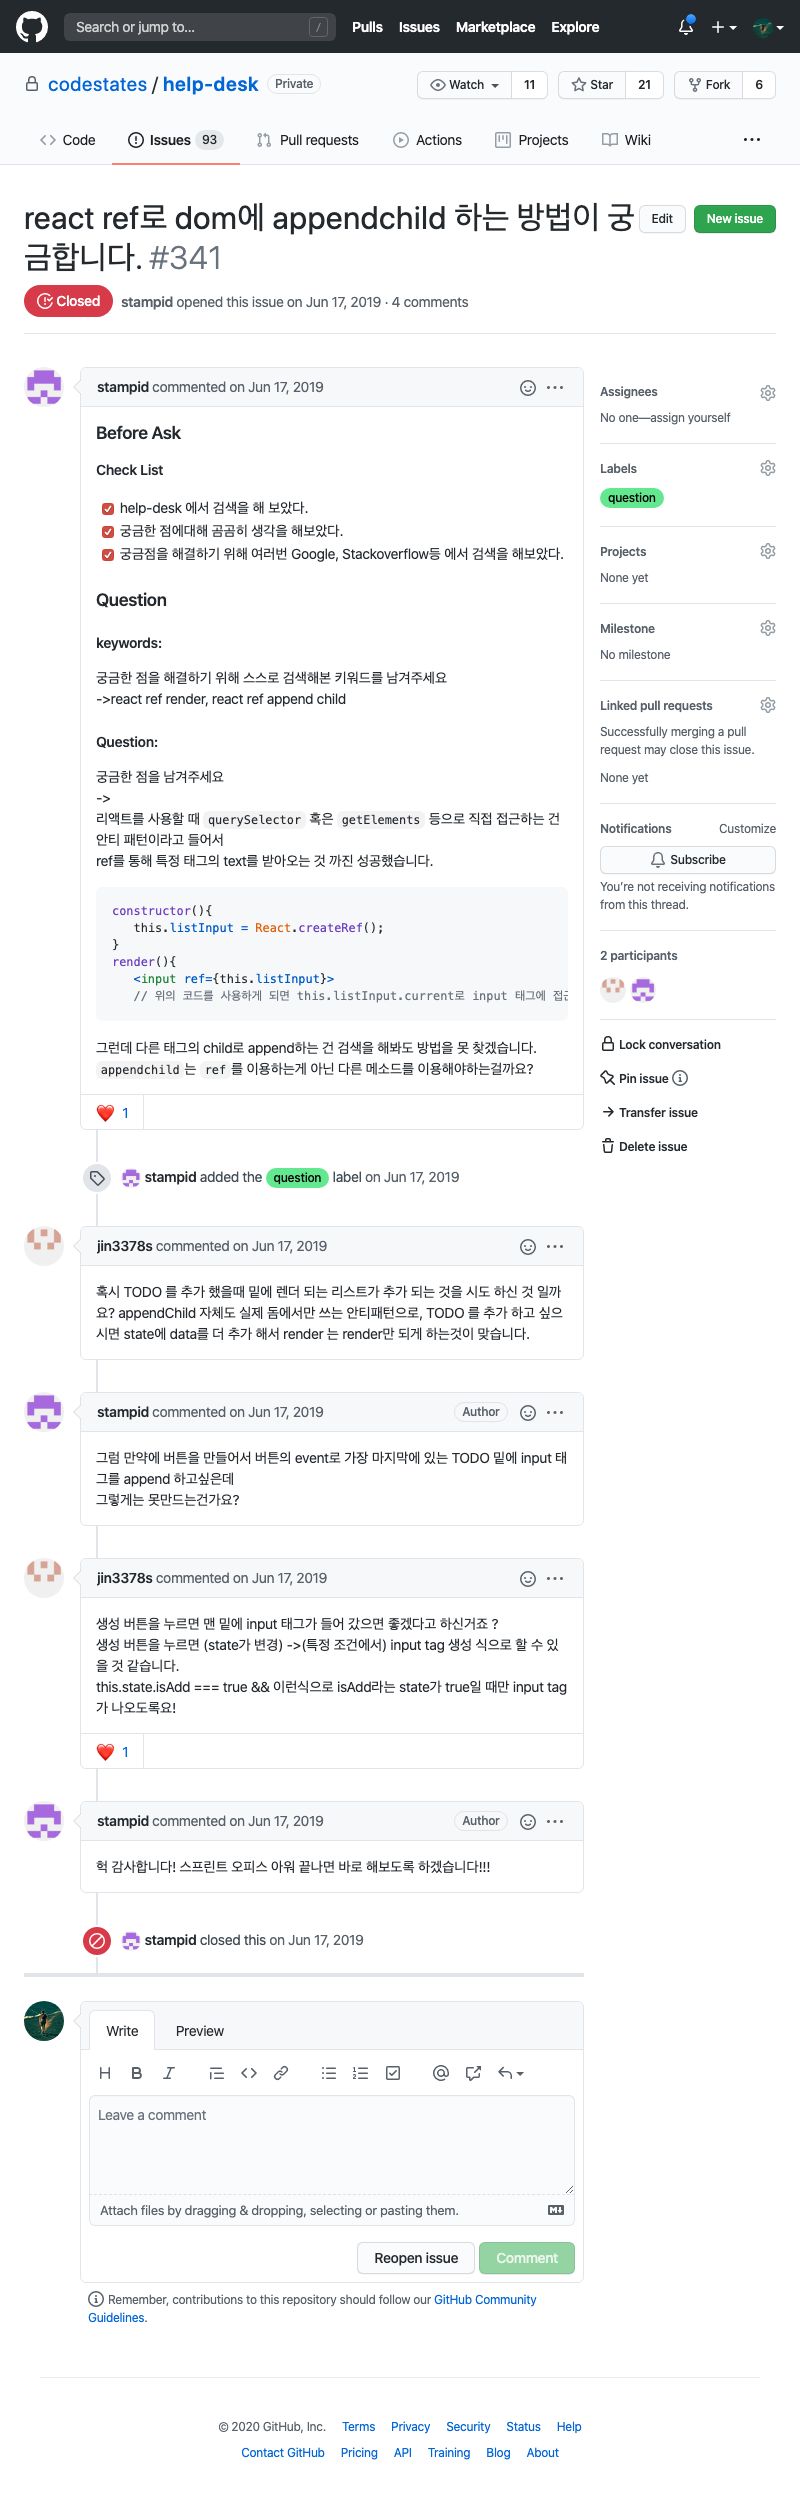 Search or jump to... /
Pulls Issues Marketplace Explore
codestates / help-desk Private
Watch 11 Star 21 Fork 6
Code Issues 93 Pull requests Actions Projects Wiki ...
react ref로 dom에 appendchild 하는 방법이 궁
금합니다. #341
Edit New issue
Closed stampid opened this issue on Jun 17, 2019 · 4 comments
stampid commented on Jun 17, 2019
Before Ask
Check List
help-desk 에서 검색을 해 보았다.
궁금한 점에대해 곰곰히 생각을 해보았다.
궁금점을 해결하기 위해 여러번 Google, Stackoverflow등 에서 검색을 해보았다.
Question
keywords:
궁금한 점을 해결하기 위해 스스로 검색해본 키워드를 남겨주세요
->react ref render, react ref append child
Question:
궁금한 점을 남겨주세요
->
리액트를 사용할 때 querySelector 혹은 getElements 등으로 직접 접근하는 건
안티 패턴이라고 들어서
ref를 통해 특정 태그의 text를 받아오는 것 까진 성공했습니다.
constructor(){
this.listInput = React.createRef();
}
render(){
<input ref={this.listInput}>
// 위의 코드를 사용하게 되면 this.listInput.current로 input 태그에 접근
그런데 다른 태그의 child로 append하는 건 검색을 해봐도 방법을 못 찾겠습니다.
appendchild 는 ref 를 이용하는게 아닌 다른 메소드를 이용해야하는걸까요?
❤️ 1
stampid added the question label on Jun 17, 2019
jin3378s commented on Jun 17, 2019
혹시 TODO 를 추가 했을때 밑에 렌더 되는 리스트가 추가 되는 것을 시도 하신 것 일까
요? appendChild 자체도 실제 돔에서만 쓰는 안티패턴으로, TODO 를 추가 하고 싶으
시면 state에 data를 더 추가 해서 render 는 render만 되게 하는것이 맞습니다.
stampid commented on Jun 17, 2019 Author
그럼 만약에 버튼을 만들어서 버튼의 event로 가장 마지막에 있는 TODO 밑에 input 태
그를 append 하고싶은데
그렇게는 못만드는건가요?
jin3378s commented on Jun 17, 2019
생성 버튼을 누르면 맨 밑에 input 태그가 들어 갔으면 좋겠다고 하신거죠 ?
생성 버튼을 누르면 (state가 변경) ->(특정 조건에서) input tag 생성 식으로 할 수 있
을 것 같습니다.
this.state.isAdd === true && 이런식으로 isAdd라는 state가 true일 때만 input tag
가 나오도록요!
❤️ 1
stampid commented on Jun 17, 2019 Author
헉 감사합니다! 스프린트 오피스 아워 끝나면 바로 해보도록 하겠습니다!!!
stampid closed this on Jun 17, 2019
Assignees
No one—assign yourself
Labels
question
Projects
None yet
Milestone
No milestone
Linked pull requests
Successfully merging a pull
request may close this issue.
None yet
Notifications Customize
Subscribe
You're not receiving notifications
from this thread.
2 participants
Lock conversation
Pin issue
Transfer issue
Delete issue
Write Preview
H B I
Leave a comment
Attach files by dragging & dropping, selecting or pasting them.
Reopen issue Comment
Remember, contributions to this repository should follow our GitHub Community
Guidelines.
© 2020 GitHub, Inc. Terms Privacy Security Status Help
Contact GitHub Pricing API Training Blog About